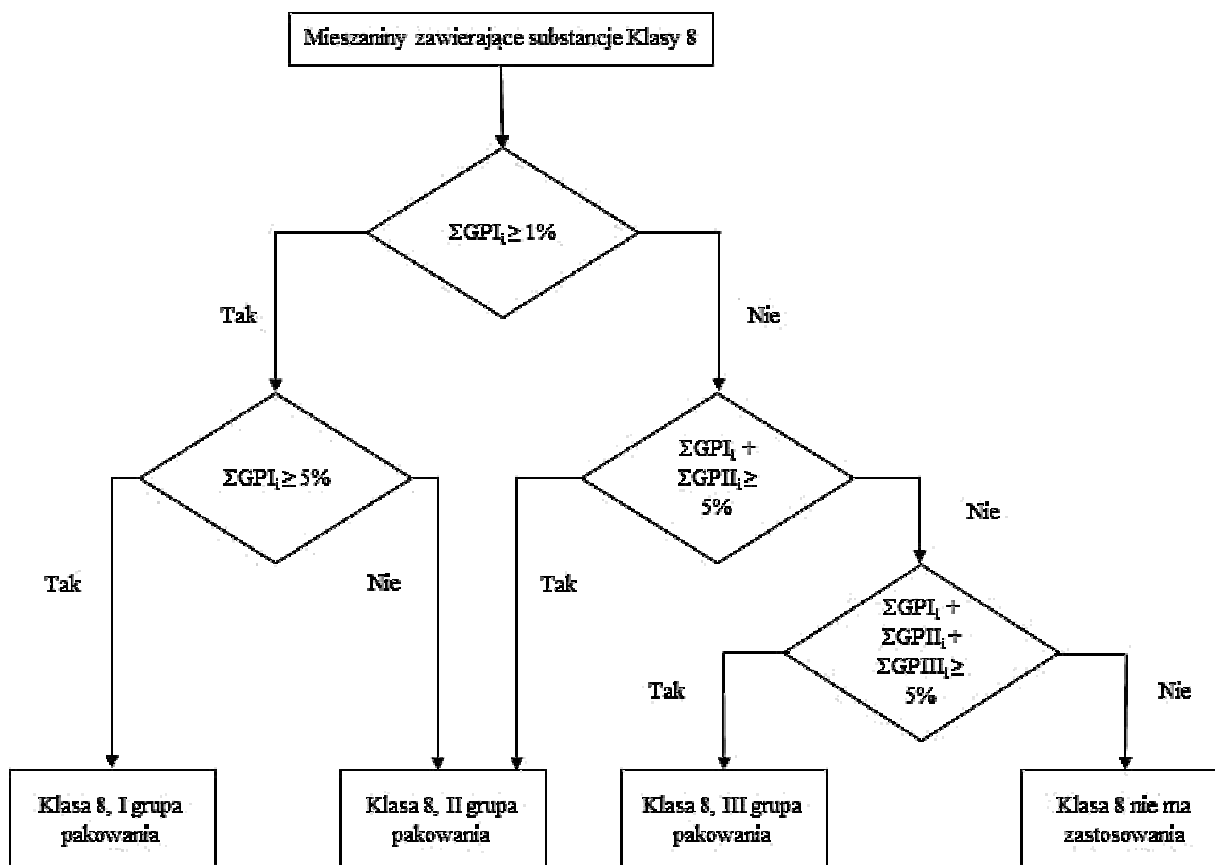 Mieszaniny zawierające substancje Klasy 8
ΣGPIᵢ ≥ 1%
Tak
Nie
ΣGPIᵢ ≥ 5%
ΣGPIᵢ +
ΣGPIIᵢ ≥
5%
Tak
Nie
Tak
Nie
ΣGPIᵢ +
ΣGPIIᵢ +
ΣGPIIIᵢ ≥
5%
Tak
Nie
Klasa 8, I grupa
pakowania
Klasa 8, II grupa
pakowania
Klasa 8, III grupa
pakowania
Klasa 8 nie ma
zastosowania